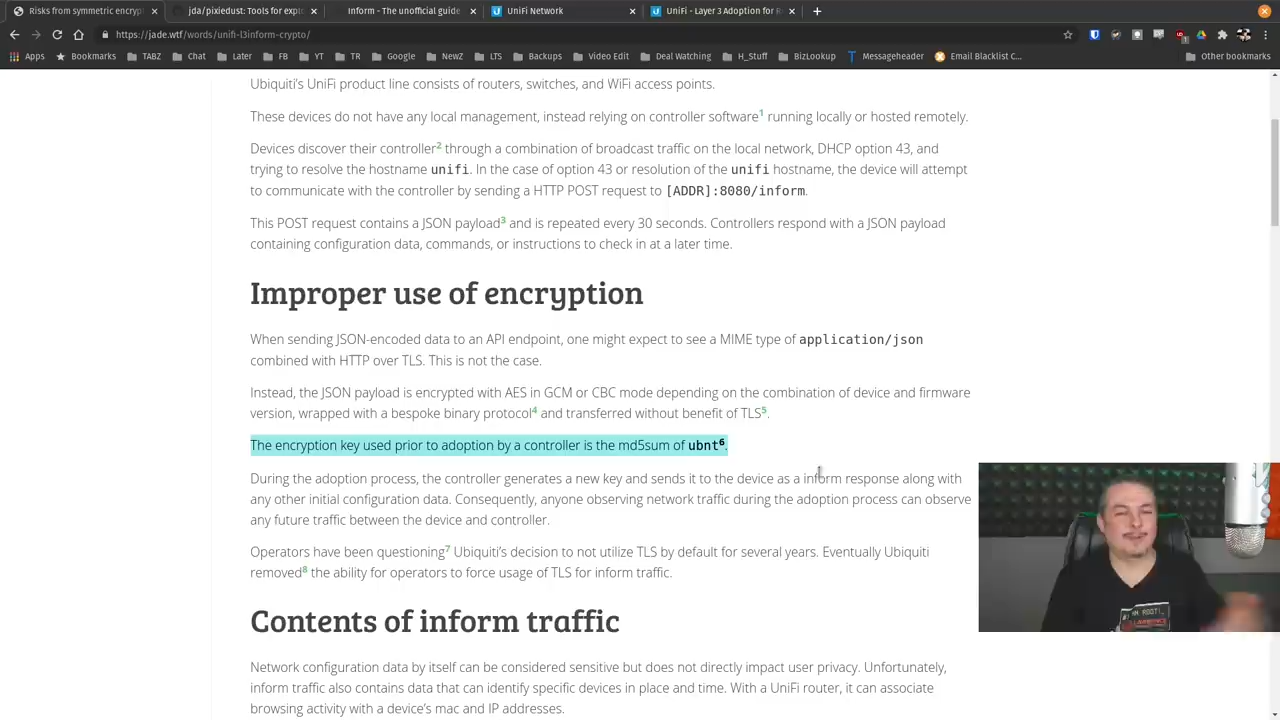 Risks from symmetric encryp
jda/pixiedust: Tools for expl
Inform - The unofficial guide
UniFi Network
UniFi - Layer 3 Adoption for R
https://jade.wtf/words/unifi-l3inform-crypto/
Apps
Bookmarks
TABZ
Chat
Later
FB
YT
TR
Google
NewZ
LTS
Backups
Video Edit
Deal Watching
H_Stuff
BizLookup
Messageheader
Email Blacklist C...
Other bookmarks
Ubiquiti's UniFi product line consists of routers, switches, and WiFi access points.
These devices do not have any local management, instead relying on controller software1 running locally or hosted remotely.
Devices discover their controller2 through a combination of broadcast traffic on the local network, DHCP option 43, and
trying to resolve the hostname unifi. In the case of option 43 or resolution of the unifi hostname, the device will attempt
to communicate with the controller by sending a HTTP POST request to [ADDR]:8080/inform.
This POST request contains a JSON payload3 and is repeated every 30 seconds. Controllers respond with a JSON payload
containing configuration data, commands, or instructions to check in at a later time.
Improper use of encryption
When sending JSON-encoded data to an API endpoint, one might expect to see a MIME type of application/json
combined with HTTP over TLS. This is not the case.
Instead, the JSON payload is encrypted with AES in GCM or CBC mode depending on the combination of device and firmware
version, wrapped with a bespoke binary protocol4 and transferred without benefit of TLS5.
The encryption key used prior to adoption by a controller is the md5sum of ubnt6.
During the adoption process, the controller generates a new key and sends it to the device as a inform response along with
any other initial configuration data. Consequently, anyone observing network traffic during the adoption process can observe
any future traffic between the device and controller.
Operators have been questioning7 Ubiquiti's decision to not utilize TLS by default for several years. Eventually Ubiquiti
removed8 the ability for operators to force usage of TLS for inform traffic.
Contents of inform traffic
Network configuration data by itself can be considered sensitive but does not directly impact user privacy. Unfortunately,
inform traffic also contains data that can identify specific devices in place and time. With a UniFi router, it can associate
browsing activity with a device's mac and IP addresses.
AM ROOT!